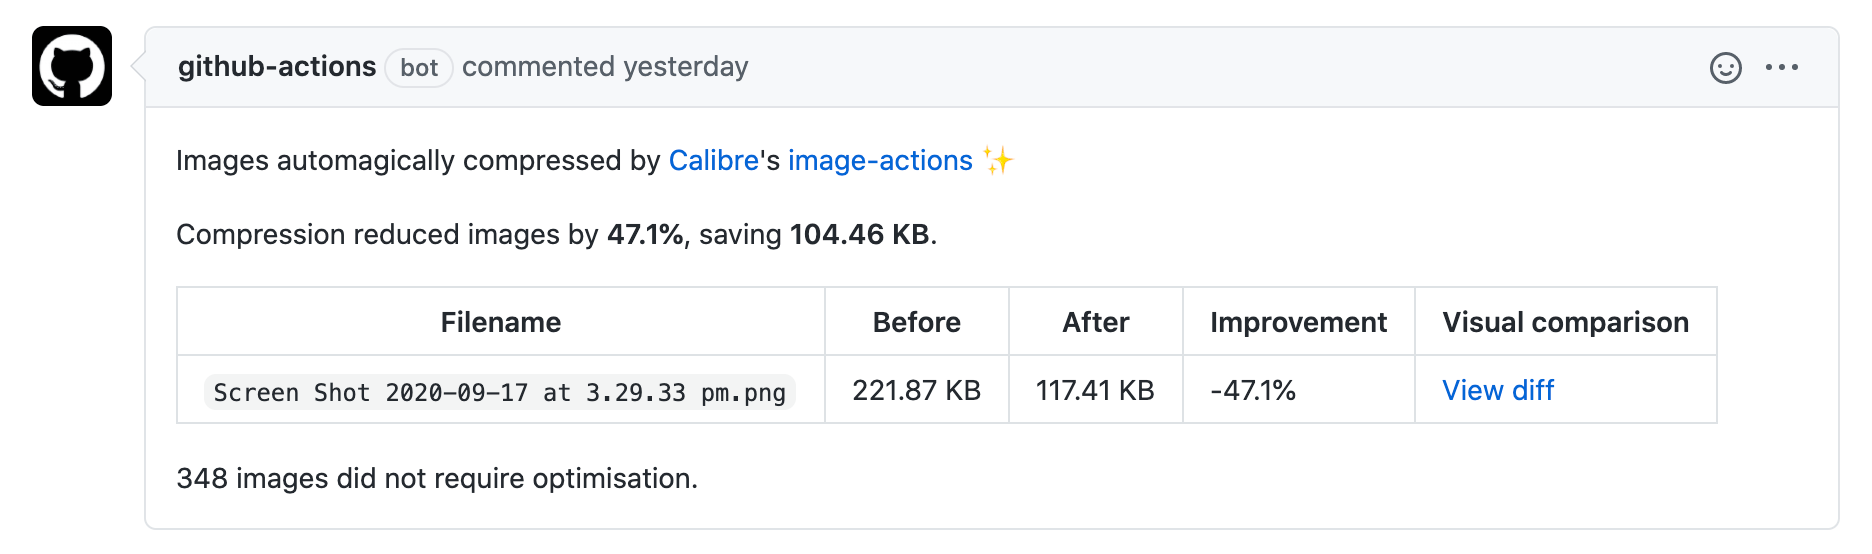 github-actions bot commented yesterday
Images automagically compressed by Calibre's image-actions ✨
Compression reduced images by 47.1%, saving 104.46 KB.
Filename Before After Improvement Visual comparison
Screen Shot 2020-09-17 at 3.29.33 pm.png 221.87 KB 117.41 KB -47.1% View diff
348 images did not require optimisation.